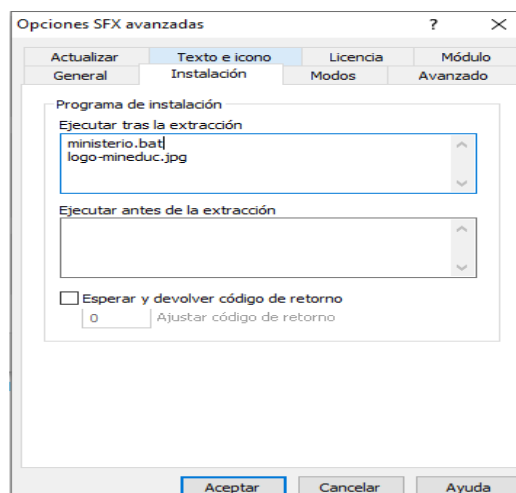 Opciones SFX avanzadas ?
Actualizar Texto e icono Licencia Módulo
General Instalación Modos Avanzado
Programa de instalación
Ejecutar tras la extracción
ministerio.bat
logo-mineduc.jpg
Ejecutar antes de la extracción
Esperar y devolver código de retorno
0 Ajustar código de retorno
Aceptar Cancelar Ayuda